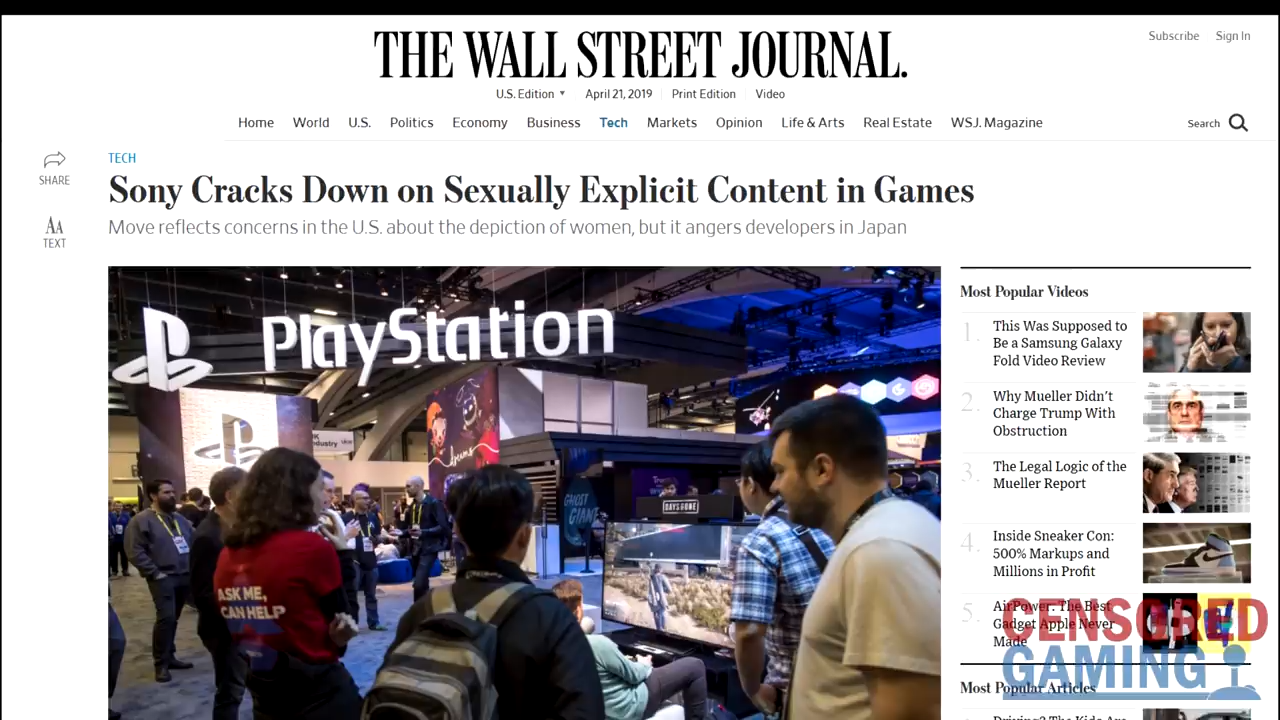 THE WALL STREET JOURNAL.
Subscribe Sign In
U.S. Edition ▼ April 21, 2019 Print Edition Video
Home World U.S. Politics Economy Business Tech Markets Opinion Life & Arts Real Estate WSJ. Magazine
Search
SHARE
AA
TEXT
TECH
Sony Cracks Down on Sexually Explicit Content in Games
Move reflects concerns in the U.S. about the depiction of women, but it angers developers in Japan
PlayStation
dreams
GHOST
GIANT
DAYS GONE
ASK ME,
CAN HELP
Most Popular Videos
1. This Was Supposed to
Be a Samsung Galaxy
Fold Video Review
2. Why Mueller Didn't
Charge Trump With
Obstruction
3. The Legal Logic of the
Mueller Report
4. Inside Sneaker Con:
500% Markups and
Millions in Profit
5. AirPower: The Best
Gadget Apple Never
Made
CENSORED
GAMING
Most Popular Articles